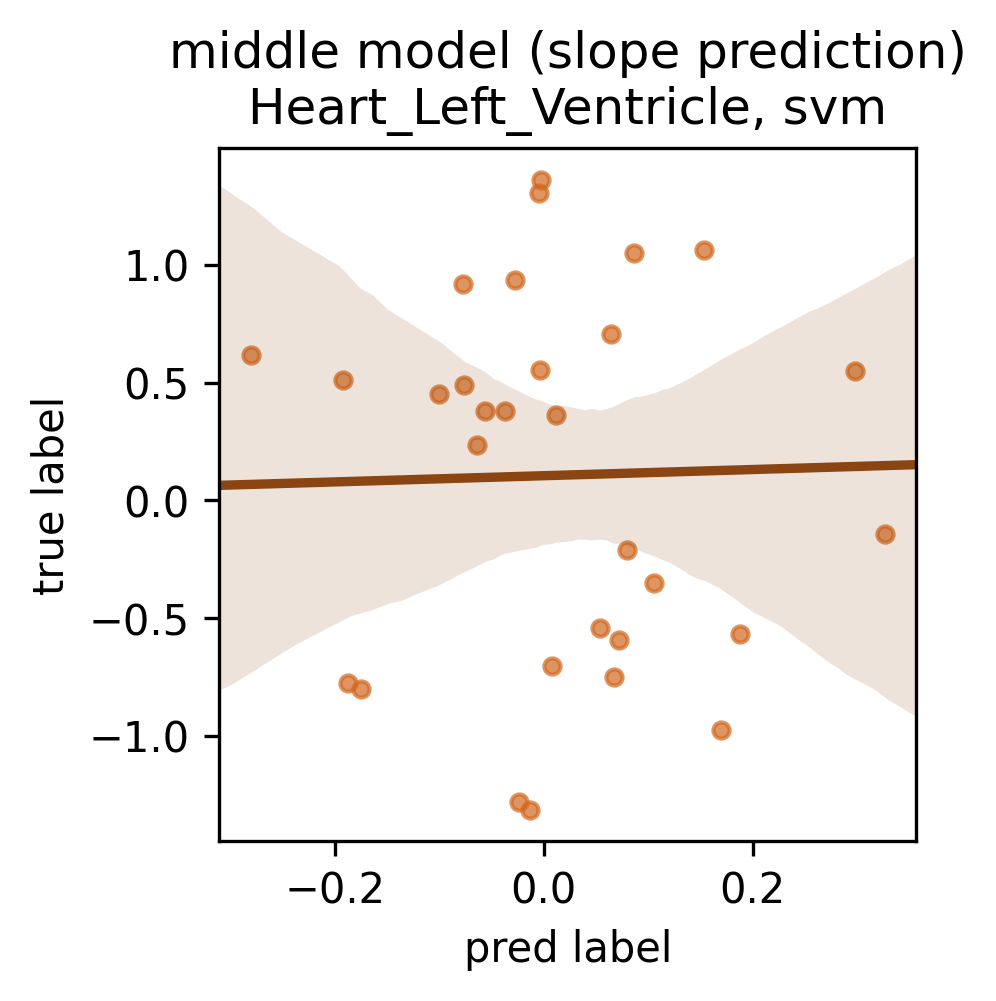 middle model (slope prediction)
Heart_Left_Ventricle, svm
1.0
0.5
0.0
−0.5
−1.0
true label
−0.2
0.0
0.2
pred label